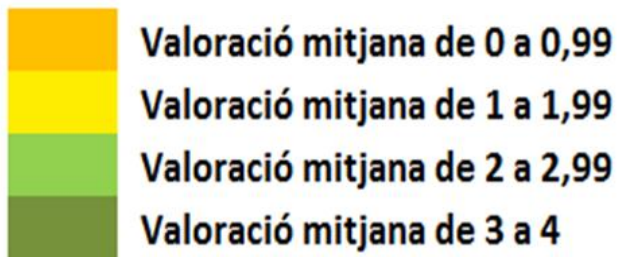 Valoració mitjana de 0 a 0,99
Valoració mitjana de 1 a 1,99
Valoració mitjana de 2 a 2,99
Valoració mitjana de 3 a 4